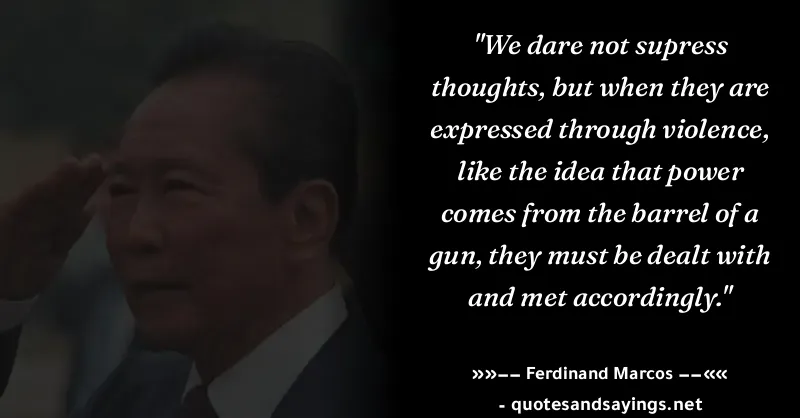 "We dare not supress
thoughts, but when they are
expressed through violence,
like the idea that power
comes from the barrel of a
gun, they must be dealt with
and met accordingly."
»»−− Ferdinand Marcos −−««
- quotesandsayings.net